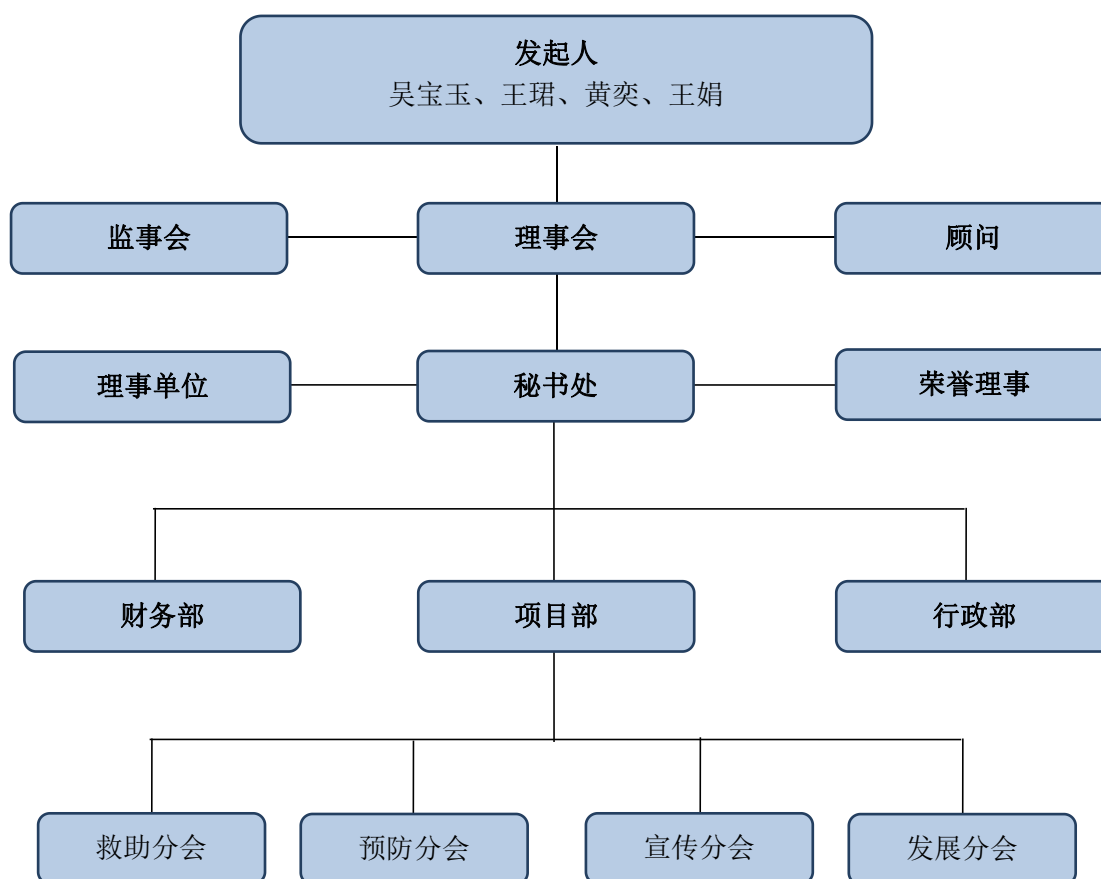 发起人
吴宝玉、王珺、黄奕、王娟
监事会
理事会
顾问
理事单位
秘书处
荣誉理事
财务部
项目部
行政部
救助分会
预防分会
宣传分会
发展分会